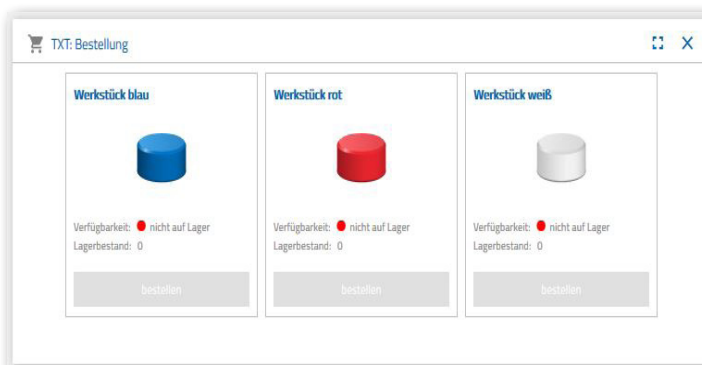 TXT: Bestellung
Werkstück blau
Verfügbarkeit: nicht auf Lager
Lagerbestand: 0
bestellen
Werkstück rot
Verfügbarkeit: nicht auf Lager
Lagerbestand: 0
bestellen
Werkstück weiß
Verfügbarkeit: nicht auf Lager
Lagerbestand: 0
bestellen